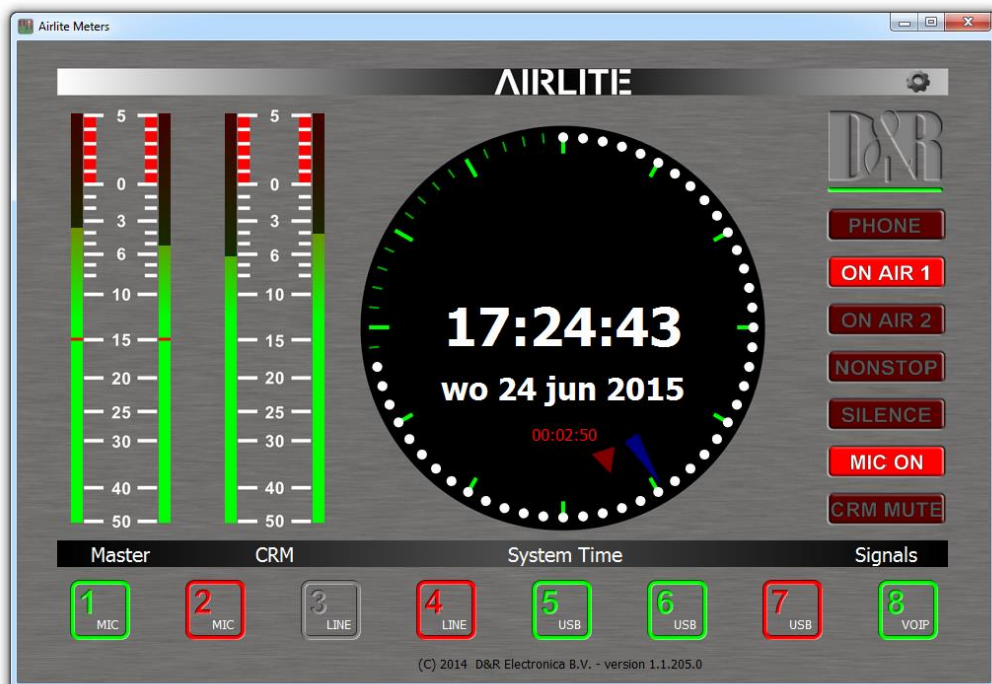 Airlite Meters
AIRLITE
D&R
5 5
0 0
3 3
6 6
10 10
15 15
20 20
25 25
30 30
40 40
50 50
17:24:43
wo 24 jun 2015
00:02:50
PHONE
ON AIR 1
ON AIR 2
NONSTOP
SILENCE
MIC ON
CRM MUTE
Master CRM System Time Signals
1 MIC
2 MIC
3 LINE
4 LINE
5 USB
6 USB
7 USB
8 VOIP
(C) 2014 D&R Electronica B.V. - version 1.1.205.0